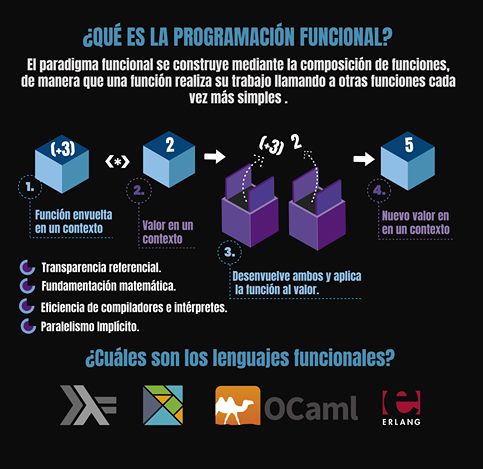 ¿QUÉ ES LA PROGRAMACIÓN FUNCIONAL?
El paradigma funcional se construye mediante la composición de funciones,
de manera que una función realiza su trabajo llamando a otras funciones cada
vez más simples .
(+3)
<*>
2
(+3) 2
5
1.
Función envuelta
en un contexto
2.
Valor en un
contexto
3.
Desenvuelve ambos y aplica
la función al valor.
4.
Nuevo valor en
en un contexto
Transparencia referencial.
Fundamentación matemática.
Eficiencia de compiladores e intérpretes.
Paralelismo Implícito.
¿Cuáles son los lenguajes funcionales?
OCaml
e
ERLANG